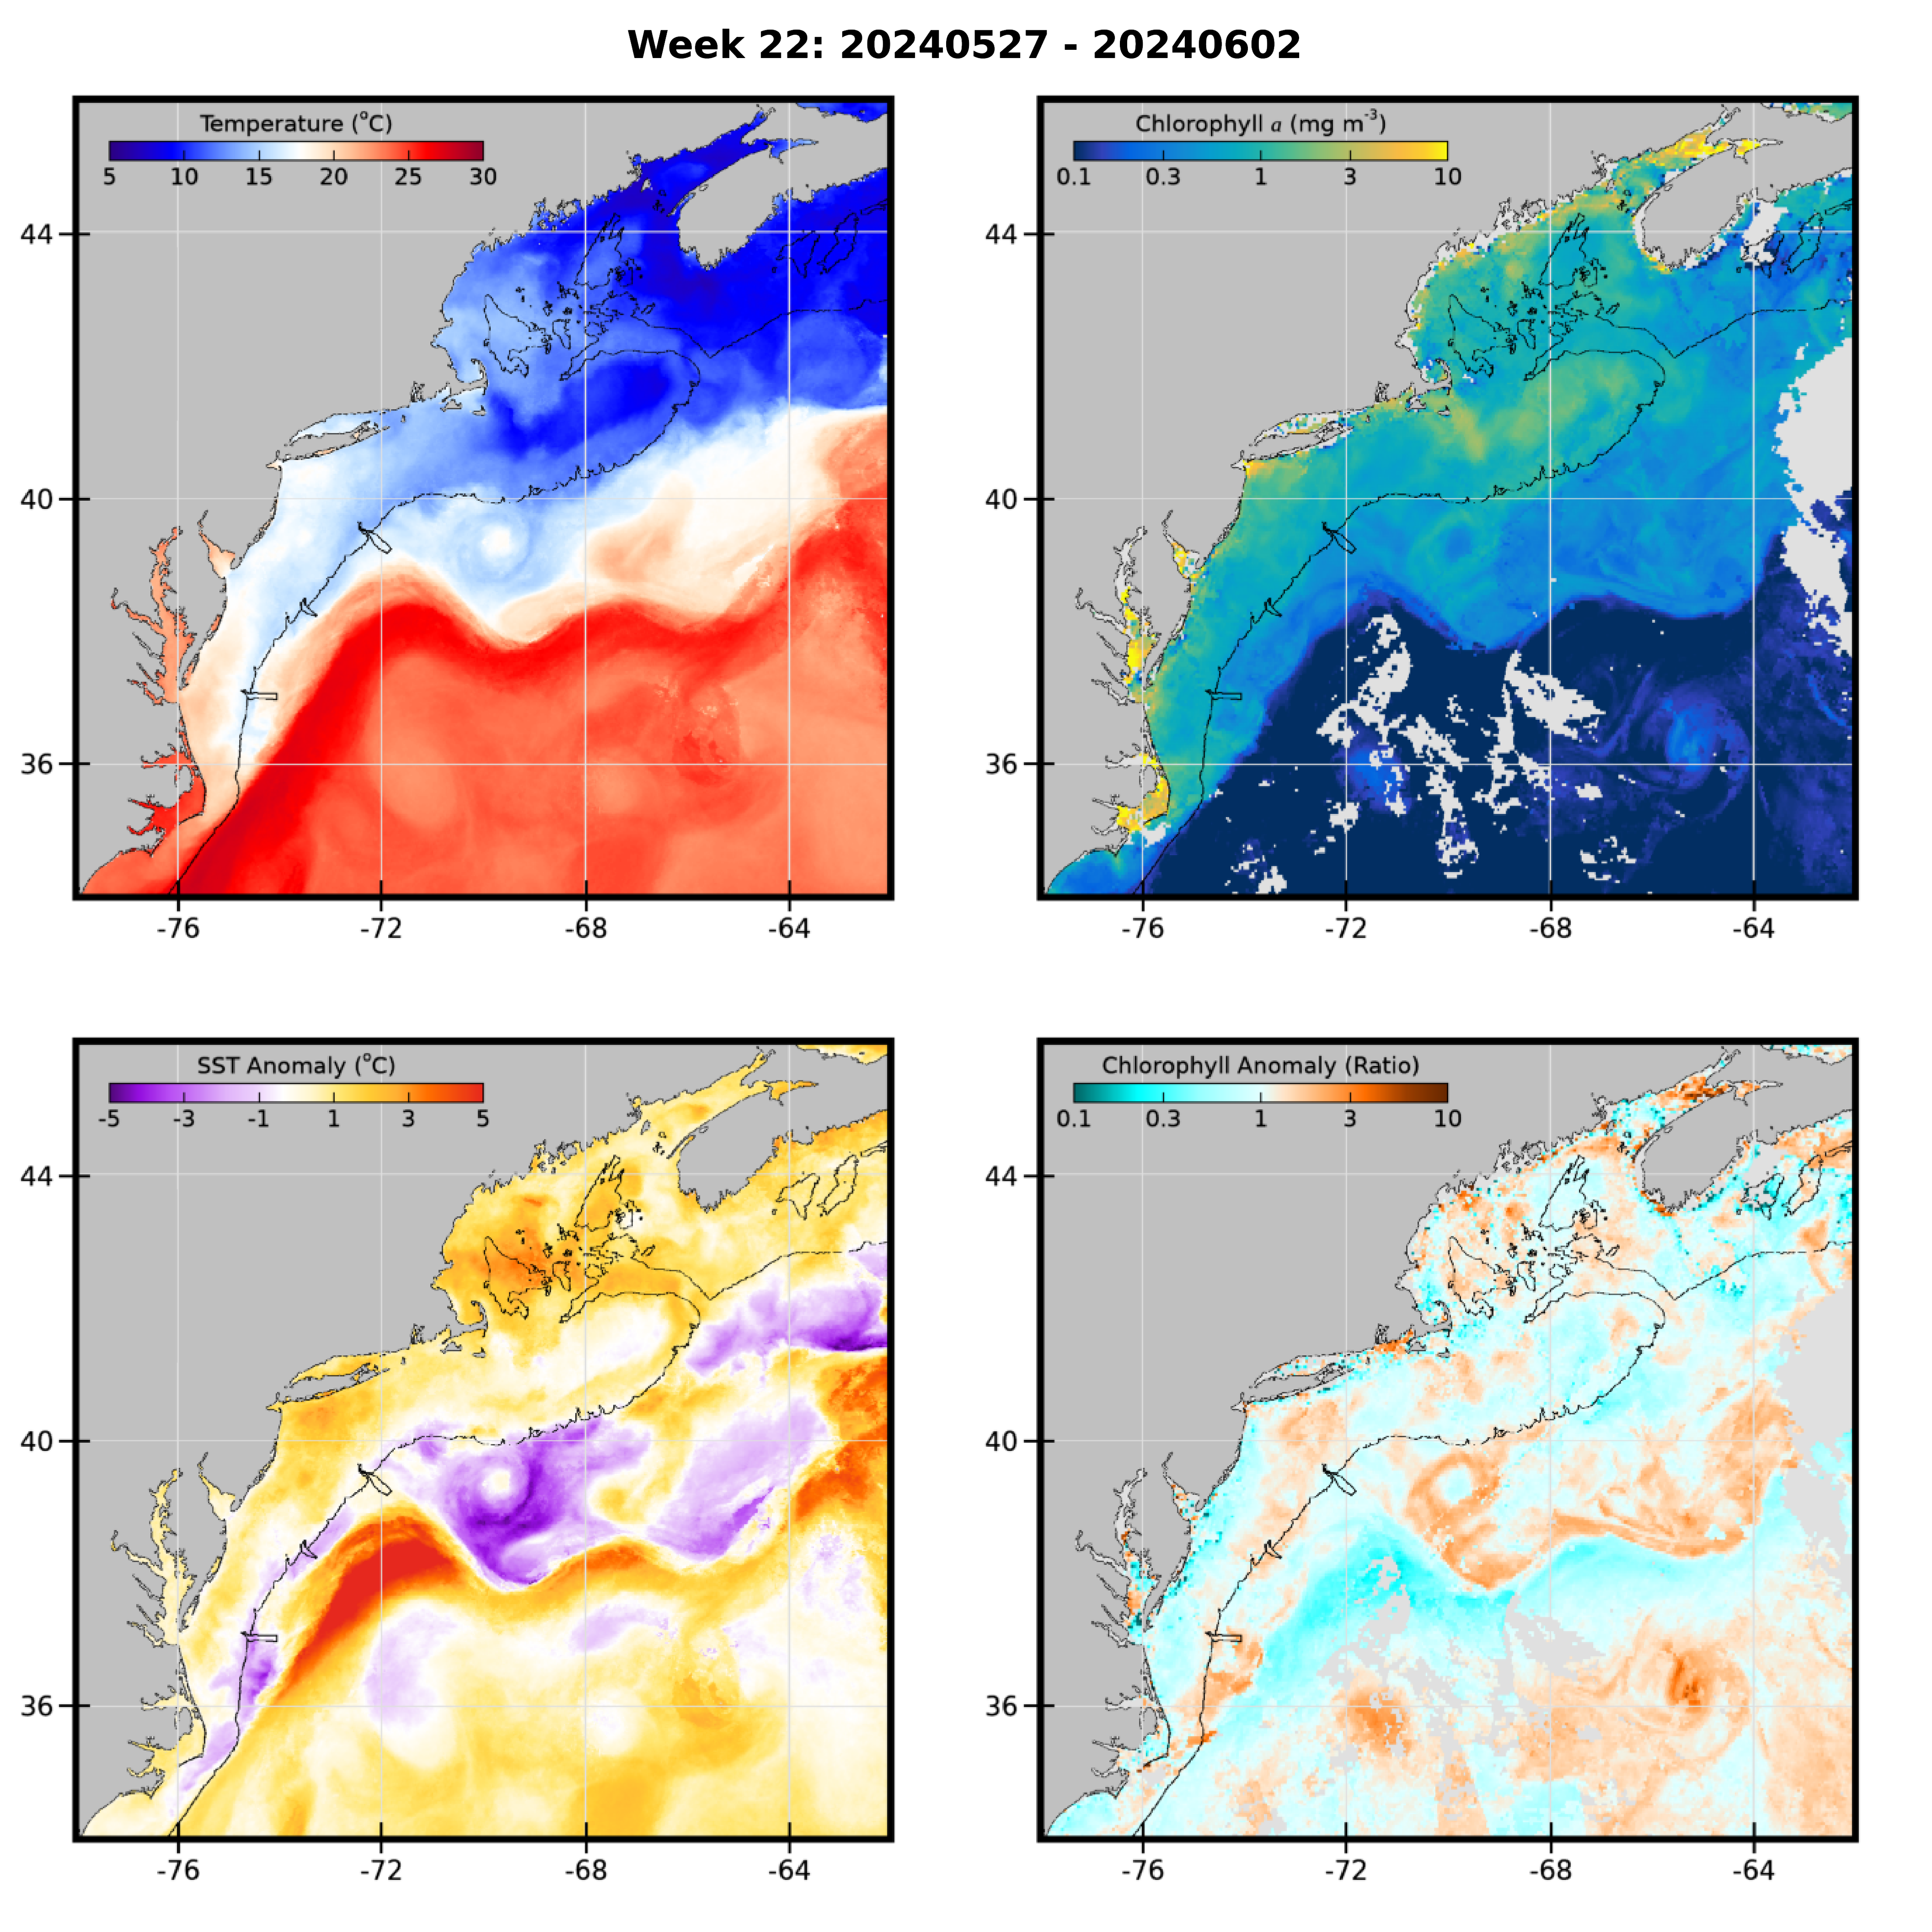 Week 22: 20240527 - 20240602
Temperature (°C)
5 10 15 20 25 30
44
40
36
-76 -72 -68 -64
Chlorophyll a (mg m⁻³)
0.1 0.3 1 3 10
44
40
36
-76 -72 -68 -64
SST Anomaly (°C)
-5 -3 -1 1 3 5
44
40
36
-76 -72 -68 -64
Chlorophyll Anomaly (Ratio)
0.1 0.3 1 3 10
44
40
36
-76 -72 -68 -64